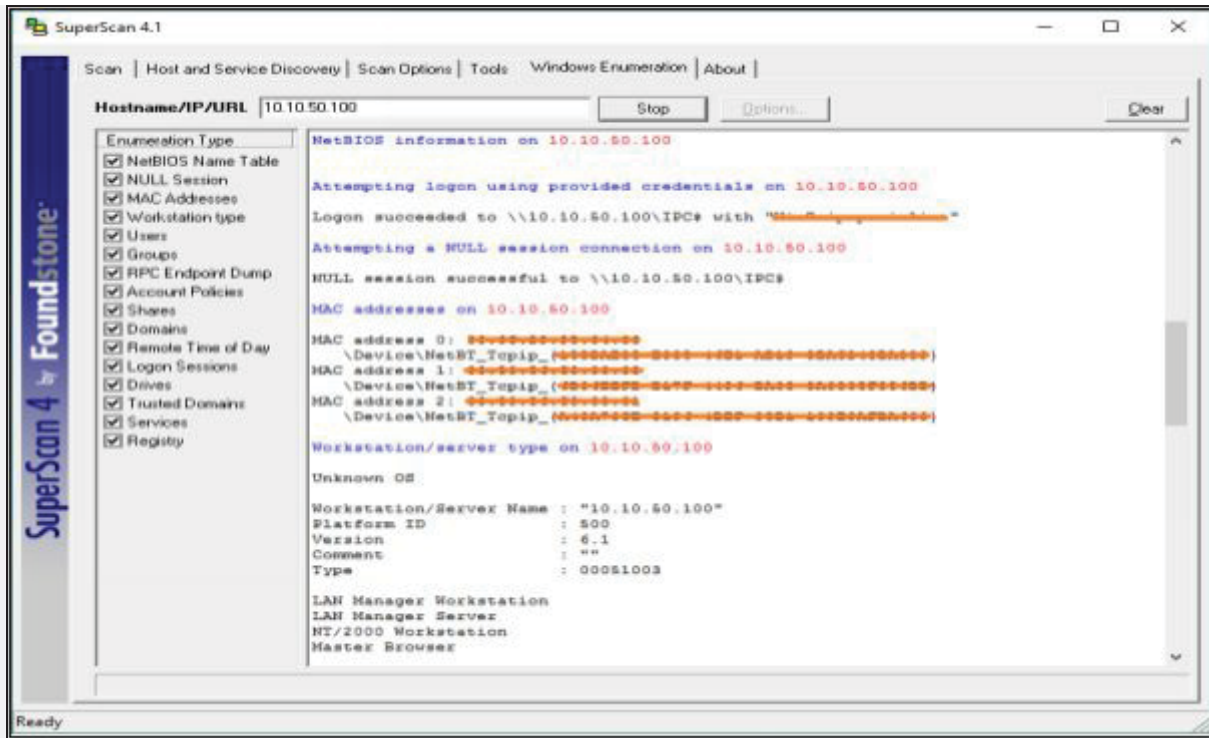 SuperScan 4.1
Scan | Host and Service Discovery | Scan Options | Tools Windows Enumeration | About |
Hostname/IP/URL 10.10.50.100 Stop Options... Clear
SuperScan 4 by Foundstone
Enumeration Type
NetBIOS Name Table
NULL Session
MAC Addresses
Workstation type
Users
Groups
RPC Endpoint Dump
Account Policies
Shares
Domains
Remote Time of Day
Logon Sessions
Drives
Trusted Domains
Services
Registry
NetBIOS information on 10.10.50.100
Attempting logon using provided credentials on 10.10.50.100
Logon succeeded to \\10.10.50.100\IPC$ with "
Attempting a NULL session connection on 10.10.50.100
NULL session successful to \\10.10.50.100\IPC$
MAC addresses on 10.10.50.100
MAC address 0:
\Device\NetBT_Tcpip_{
MAC address 1:
\Device\NetBT_Tcpip_{
MAC address 2:
\Device\NetBT_Tcpip_{
Workstation/server type on 10.10.50.100
Unknown OS
Workstation/Server Name : "10.10.50.100"
Platform ID : 500
Version : 6.1
Comment : ""
Type : 00051003
LAN Manager Workstation
LAN Manager Server
NT/2000 Workstation
Master Browser
Ready